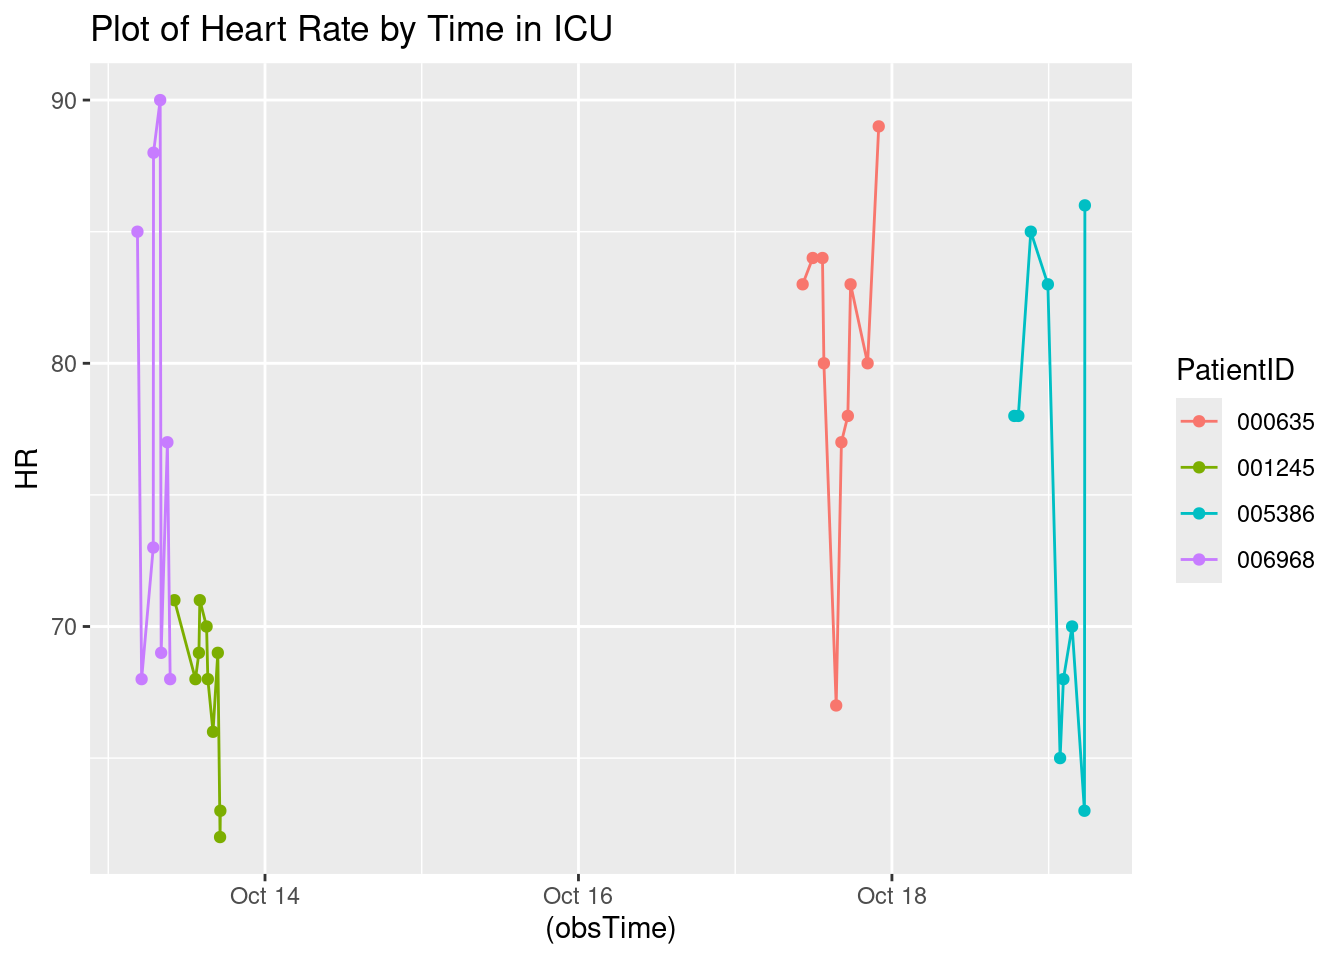 Plot of Heart Rate by Time in ICU
90
80
70
HR
Oct 14
Oct 16
Oct 18
(obsTime)
PatientID
000635
001245
005386
006968